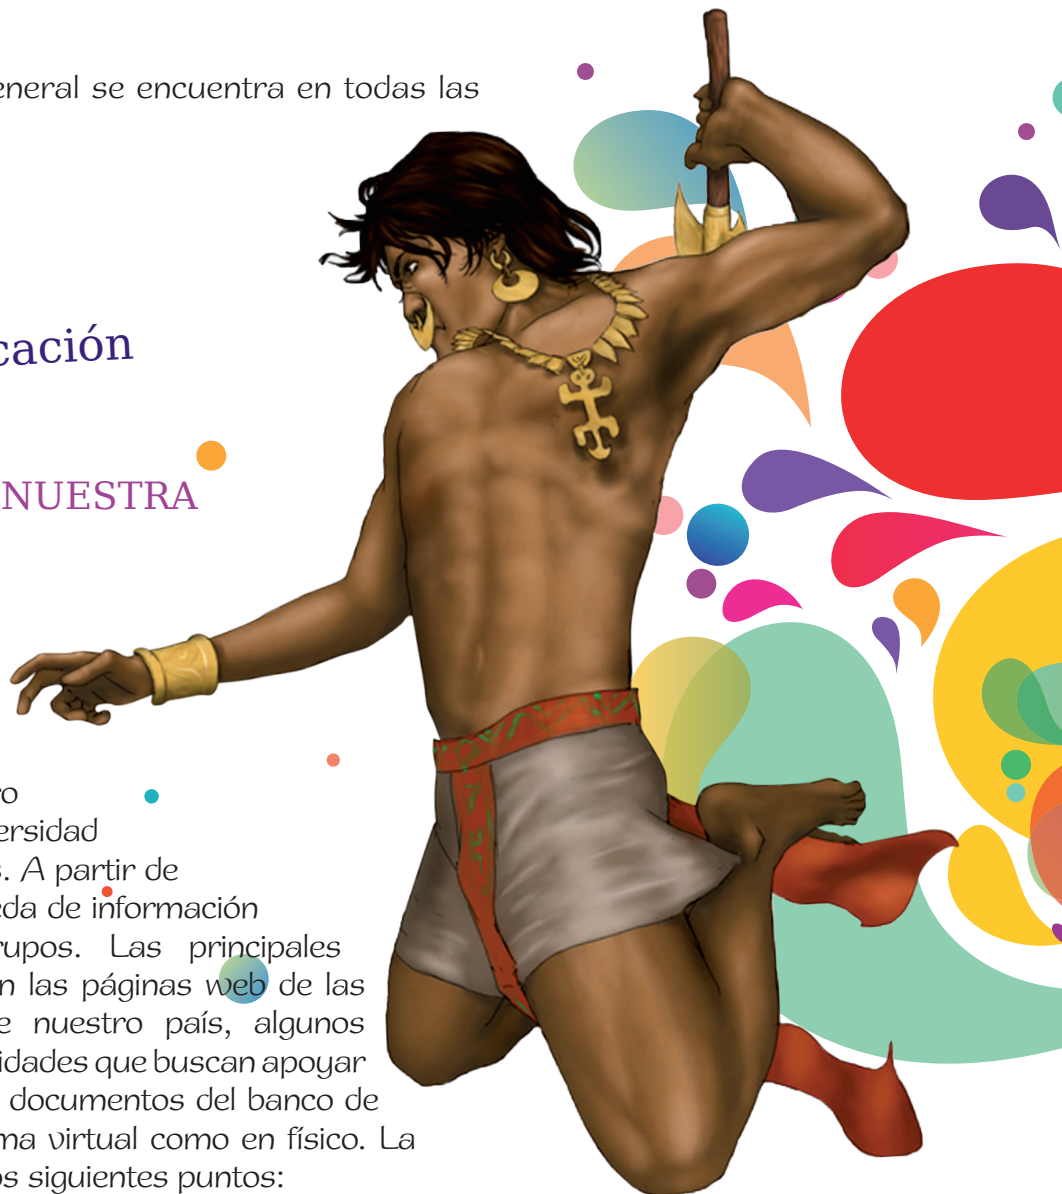 eneral se encuentra en todas las
cación
NUESTRA
ro
ersidad
s. A partir de
eda de información
rupos. Las principales
n las páginas web de las
e nuestro país, algunos
idades que buscan apoyar
documentos del banco de
ma virtual como en físico. La
os siguientes puntos: